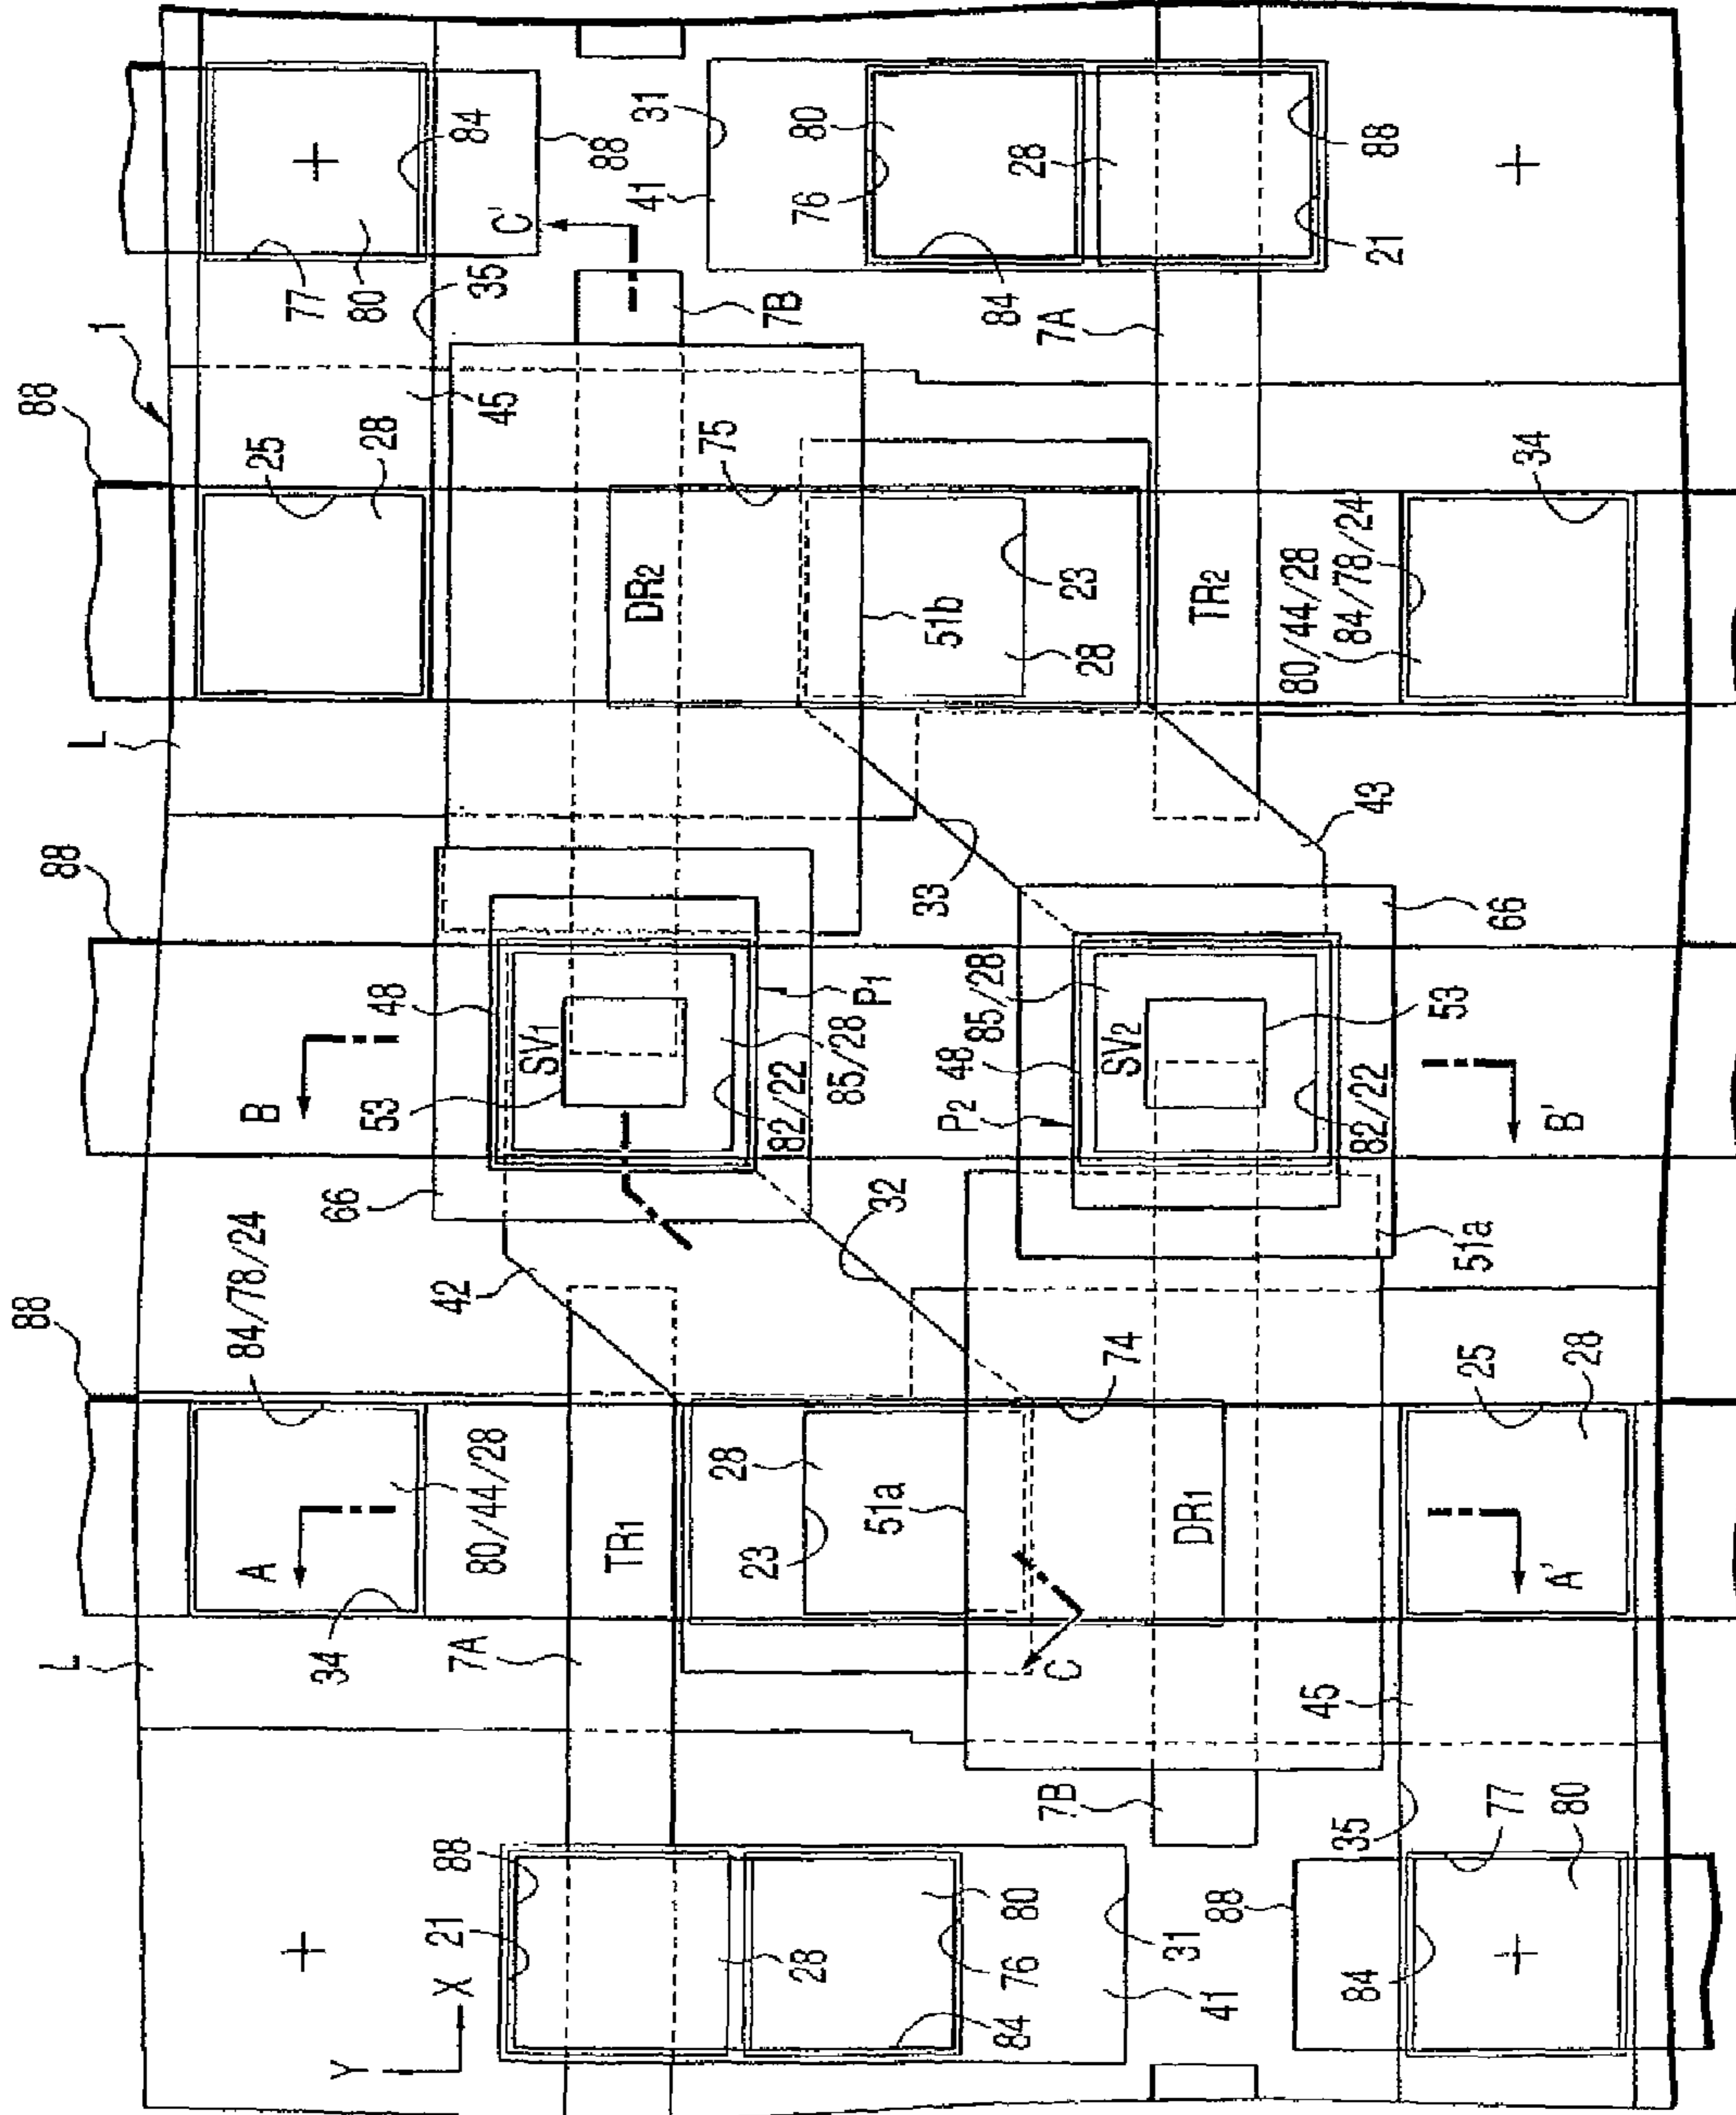 88
88
88
L
L
1
84/78/24
A
B
25
77
34
66
48
28
80
Y
21
88
42
53
35
7A
80/44/28
SV1
45
84
X
TR1
C'
88
28
DR2
41
31
23
75
82/22
P1
7B
28
51a
32
85/28
80
28
76
80
76
51b
33
84
84
P2
48
7B
C
74
85/28
7A
23
28
41
31
DR1
SV2
TR2
88
35
45
82/22
53
80/44/28
84/78/24
43
21
88
84
77
A'
25
51a
66
B'
34
80
28